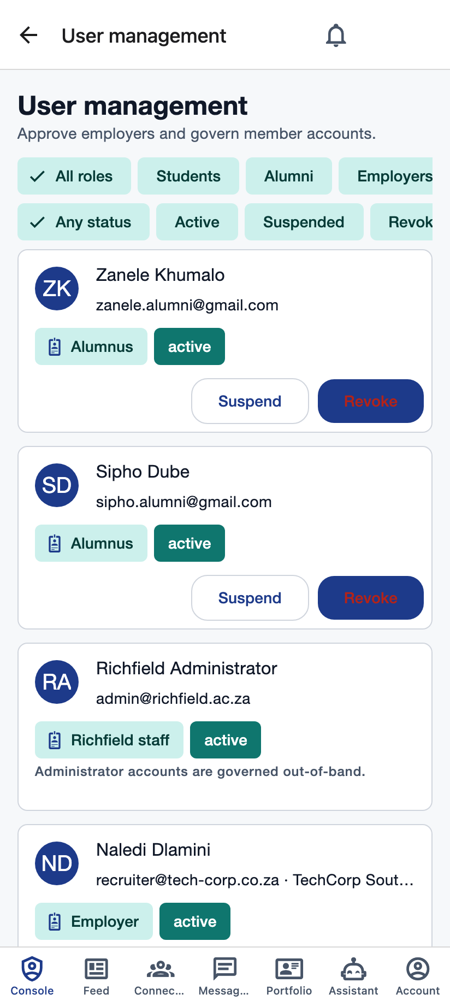 User management
User management
Approve employers and govern member accounts.
All roles Students Alumni Employers
Any status Active Suspended Revok
ZK Zanele Khumalo
zanele.alumni@gmail.com
Alumnus active
Suspend Revoke
SD Sipho Dube
sipho.alumni@gmail.com
Alumnus active
Suspend Revoke
RA Richfield Administrator
admin@richfield.ac.za
Richfield staff active
Administrator accounts are governed out-of-band.
ND Naledi Dlamini
recruiter@tech-corp.co.za · TechCorp Sout...
Employer active
Console Feed Connec... Messag... Portfolio Assistant Account